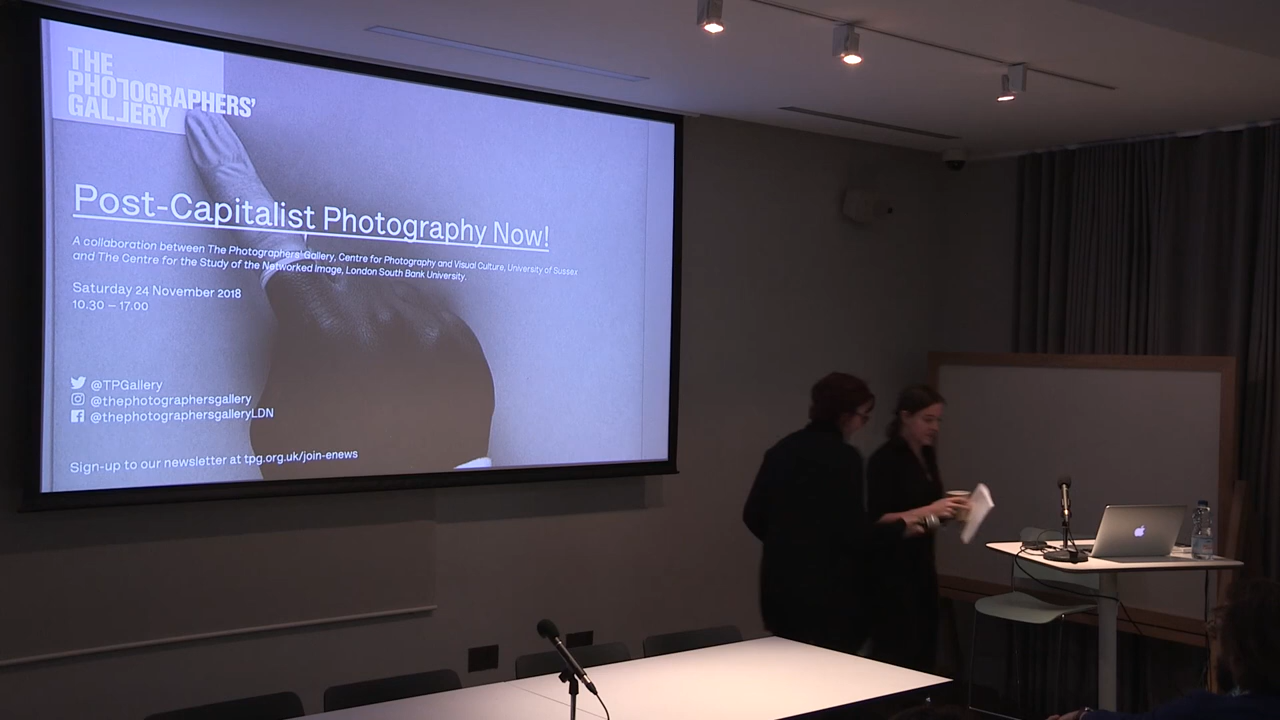 THE
PHOTOGRAPHERS'
GALLERY
Post-Capitalist Photography Now!
A collaboration between The Photographers' Gallery, Centre for Photography and Visual Culture, University of Sussex
and The Centre for the Study of the Networked Image, London South Bank University.
Saturday 24 November 2018
10.30 – 17.00
@TPGallery
@thephotographersgallery
@thephotographersgalleryLDN
Sign-up to our newsletter at tpg.org.uk/join-enews